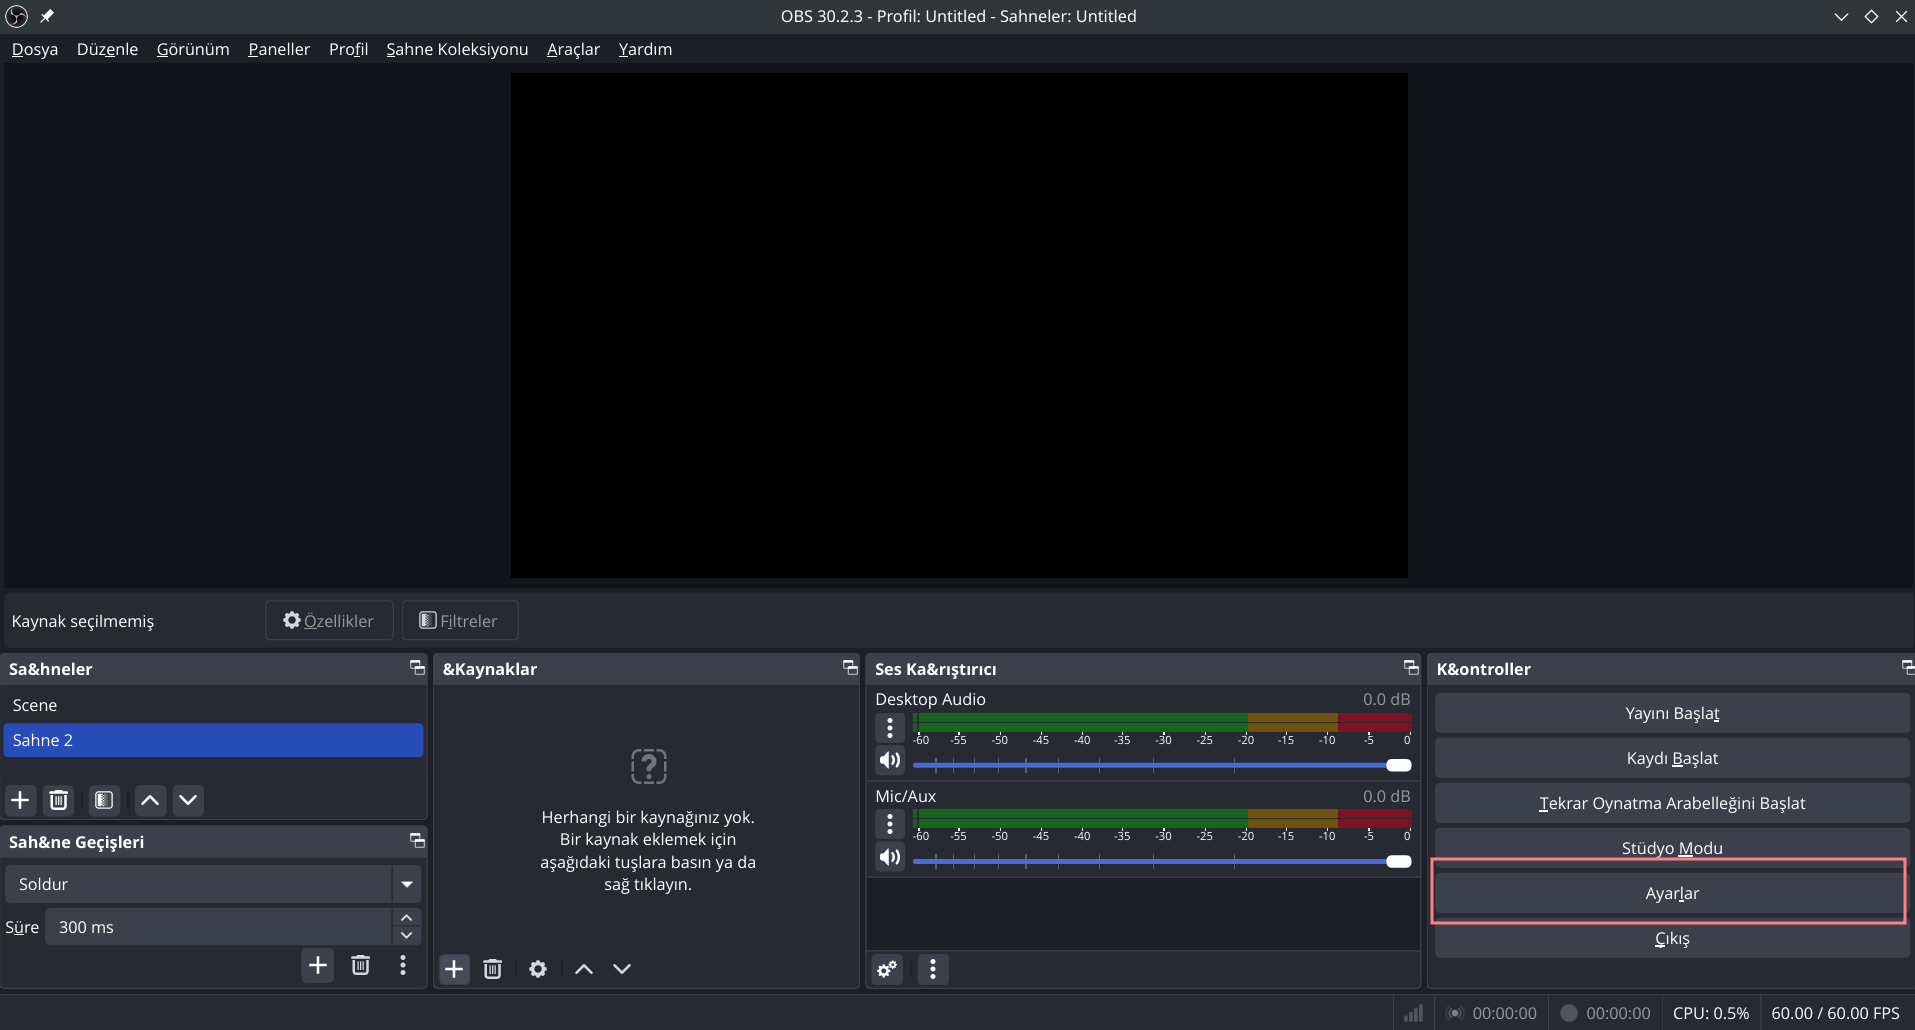 OBS 30.2.3 - Profil: Untitled - Sahneler: Untitled
Dosya Düzenle Görünüm Paneller Profil Sahne Koleksiyonu Araçlar Yardım
Kaynak seçilmemiş Özellikler Filtreler
Sa&hneler
Scene
Sahne 2
Sah&ne Geçişleri
Soldur
Süre 300 ms
&Kaynaklar
Herhangi bir kaynağınız yok.
Bir kaynak eklemek için
aşağıdaki tuşlara basın ya da
sağ tıklayın.
Ses Ka&rıştırıcı
Desktop Audio 0.0 dB
-60 -55 -50 -45 -40 -35 -30 -25 -20 -15 -10 -5 0
Mic/Aux 0.0 dB
-60 -55 -50 -45 -40 -35 -30 -25 -20 -15 -10 -5 0
K&ontroller
Yayını Başlat
Kaydı Başlat
Tekrar Oynatma Arabelleğini Başlat
Stüdyo Modu
Ayarlar
Çıkış
00:00:00 00:00:00 CPU: 0.5% 60.00 / 60.00 FPS